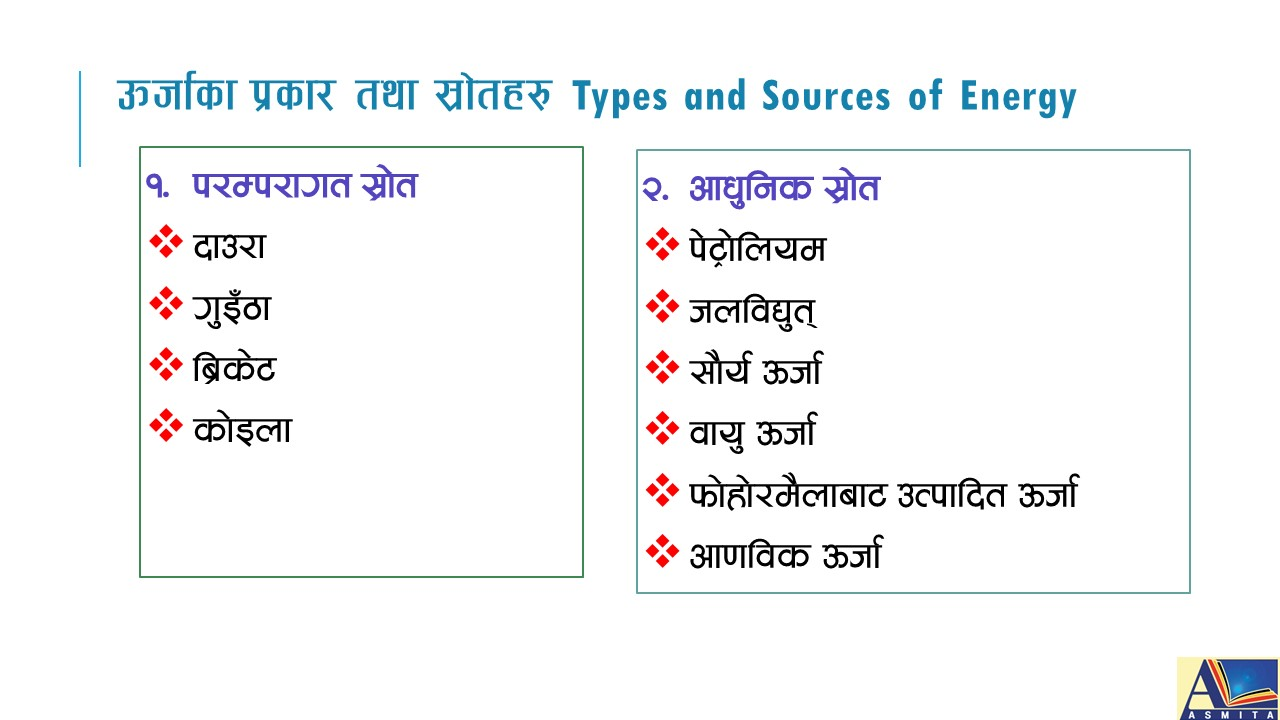 ऊर्जाका प्रकार तथा स्रोतहरु Types and Sources of Energy
१. परम्परागत स्रोत
❖ दाउरा
❖ गुइँठा
❖ ब्रिकेट
❖ कोइला
२. आधुनिक स्रोत
❖ पेट्रोलियम
❖ जलविद्युत्
❖ सौर्य ऊर्जा
❖ वायु ऊर्जा
❖ फोहोरमैलाबाट उत्पादित ऊर्जा
❖ आणविक ऊर्जा
ASMITA